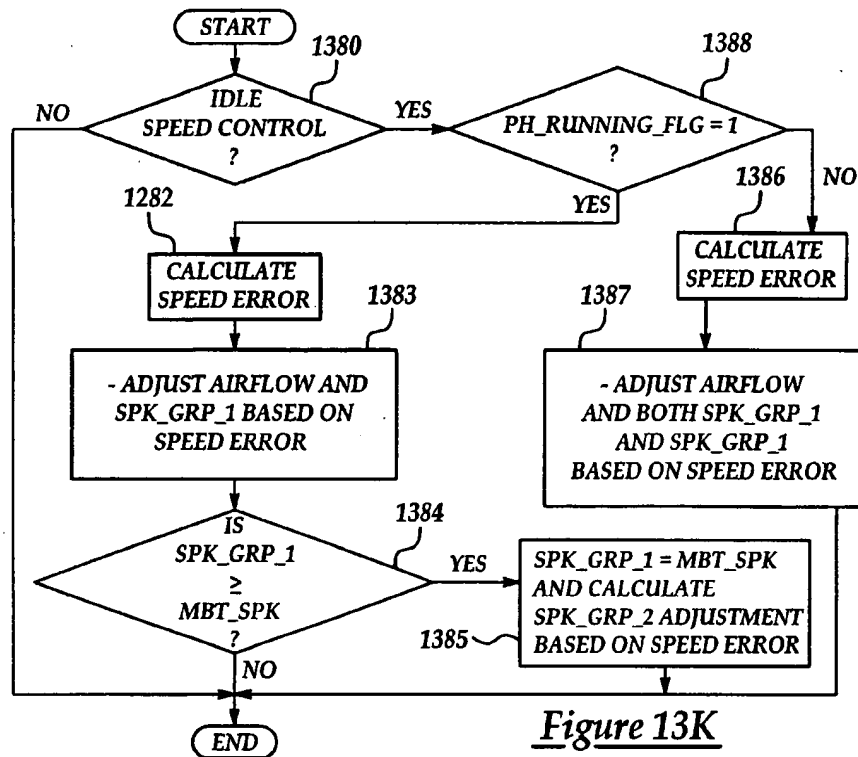 START
1380
1388
IDLE
SPEED CONTROL
?
NO
YES
PH_RUNNING_FLG = 1
?
NO
YES
1282
CALCULATE
SPEED ERROR
1386
CALCULATE
SPEED ERROR
1383
- ADJUST AIRFLOW AND
SPK_GRP_1 BASED ON
SPEED ERROR
1387
- ADJUST AIRFLOW
AND BOTH SPK_GRP_1
AND SPK_GRP_1
BASED ON SPEED ERROR
1384
IS
SPK_GRP_1
≥
MBT_SPK
?
YES
NO
SPK_GRP_1 = MBT_SPK
AND CALCULATE
SPK_GRP_2 ADJUSTMENT
BASED ON SPEED ERROR
1385
END
Figure 13K